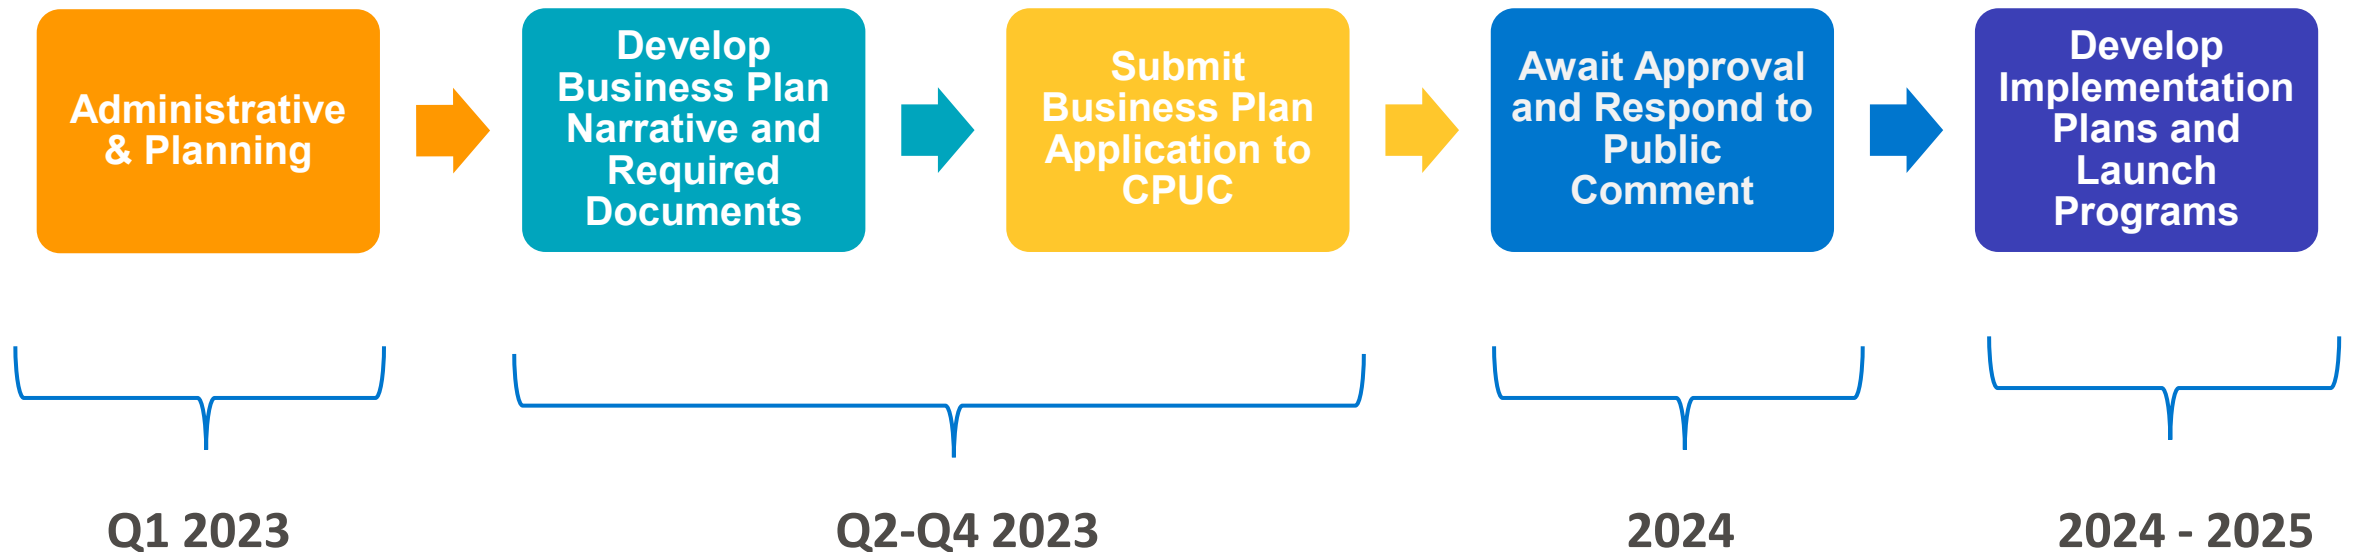 Administrative
& Planning
Develop
Business Plan
Narrative and
Required
Documents
Submit
Business Plan
Application to
CPUC
Await Approval
and Respond to
Public
Comment
Develop
Implementation
Plans and
Launch
Programs
Q1 2023
Q2-Q4 2023
2024
2024 - 2025